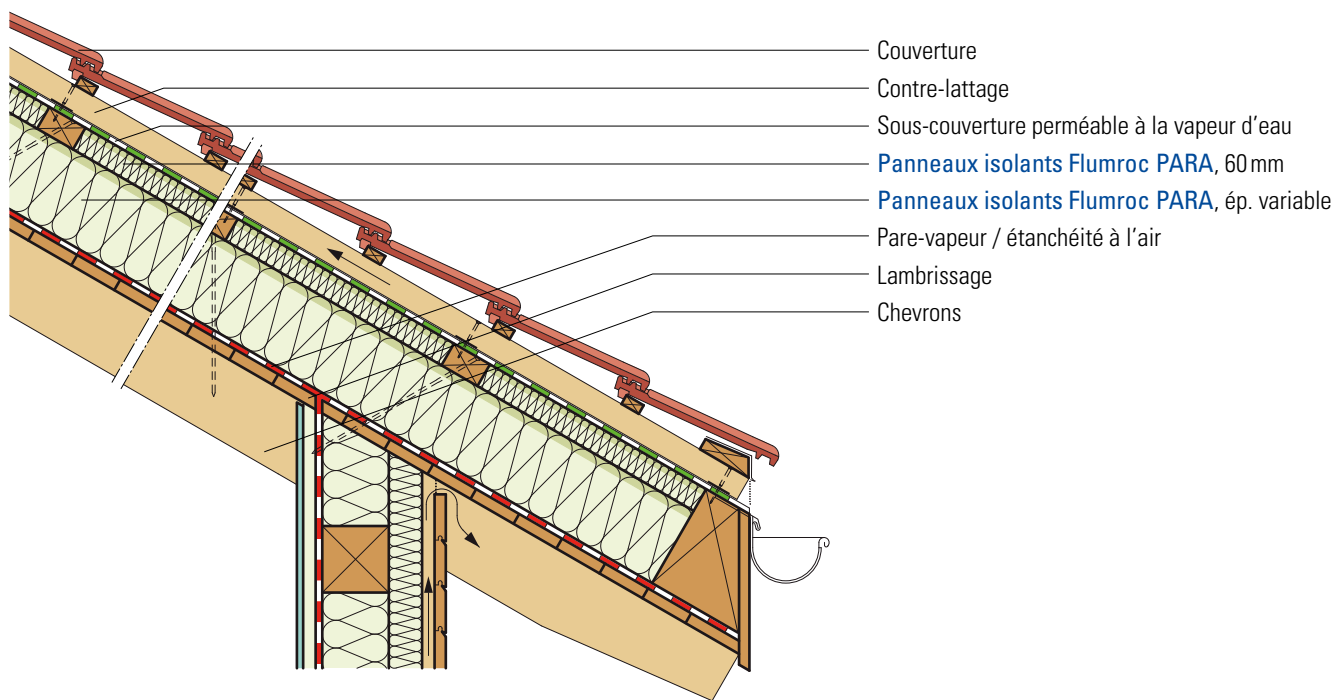 Couverture
Contre-lattage
Sous-couverture perméable à la vapeur d’eau
Panneaux isolants Flumroc PARA, 60 mm
Panneaux isolants Flumroc PARA, ép. variable
Pare-vapeur / étanchéité à l’air
Lambrissage
Chevrons